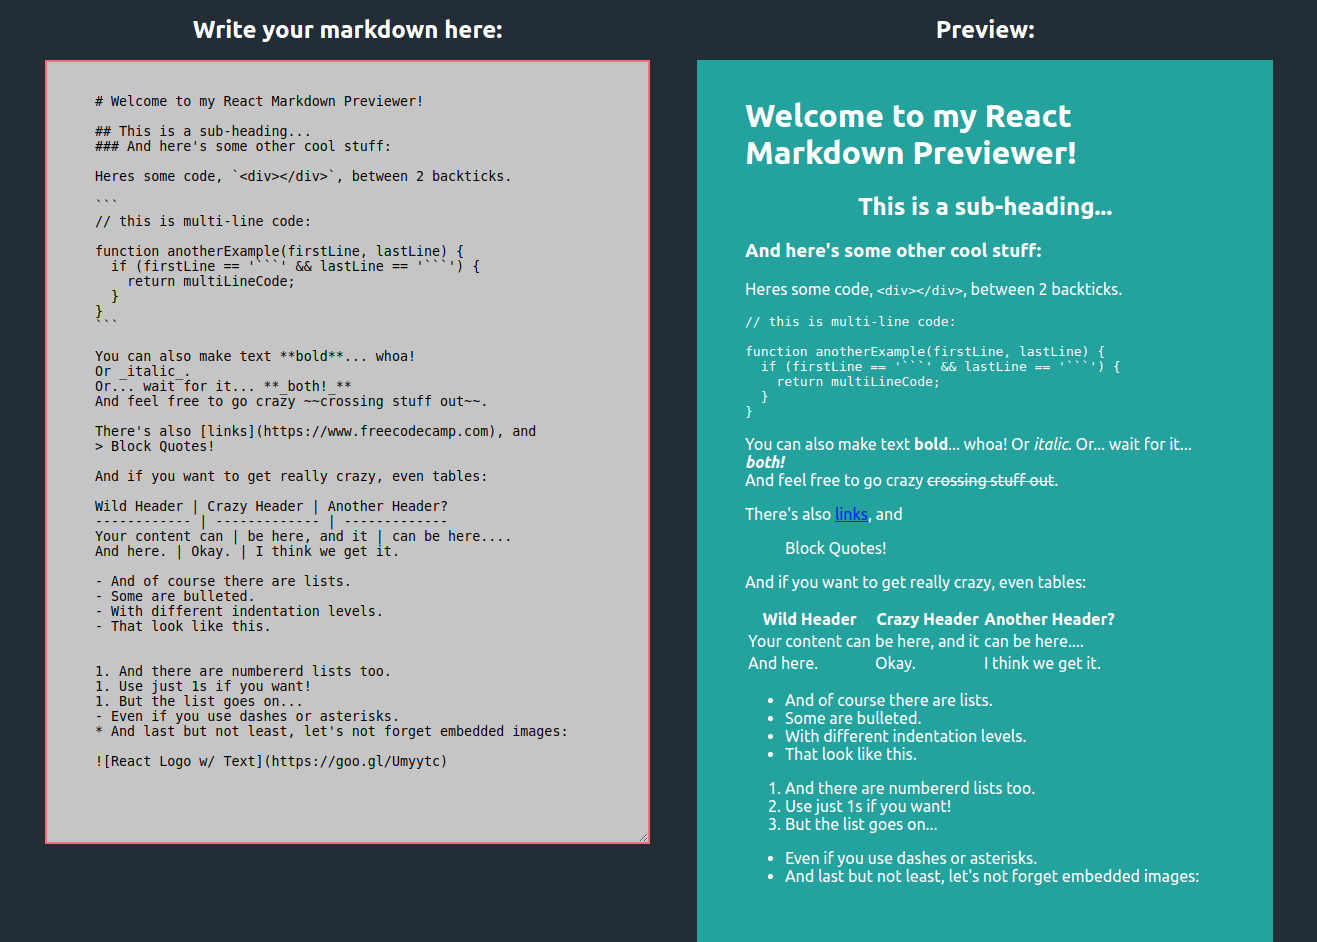 Write your markdown here:
# Welcome to my React Markdown Previewer!
## This is a sub-heading...
### And here's some other cool stuff:
Heres some code, `<div></div>`, between 2 backticks.
```
// this is multi-line code:
function anotherExample(firstLine, lastLine) {
  if (firstLine == '```' && lastLine == '```') {
    return multiLineCode;
  }
}
```
You can also make text **bold**... whoa!
Or _italic_.
Or... wait for it... **_both!_**
And feel free to go crazy ~~crossing stuff out~~.
There's also [links](https://www.freecodecamp.com), and
> Block Quotes!
And if you want to get really crazy, even tables:
Wild Header | Crazy Header | Another Header?
------------ | ------------- | -------------
Your content can | be here, and it | can be here....
And here. | Okay. | I think we get it.
- And of course there are lists.
- Some are bulleted.
- With different indentation levels.
- That look like this.
1. And there are numbererd lists too.
1. Use just 1s if you want!
1. But the list goes on...
- Even if you use dashes or asterisks.
* And last but not least, let's not forget embedded images:
![React Logo w/ Text](https://goo.gl/Umyytc)
Preview:
Welcome to my React
Markdown Previewer!
This is a sub-heading...
And here's some other cool stuff:
Heres some code, <div></div>, between 2 backticks.
// this is multi-line code:
function anotherExample(firstLine, lastLine) {
  if (firstLine == '```' && lastLine == '```') {
    return multiLineCode;
  }
}
You can also make text bold... whoa! Or italic. Or... wait for it...
both!
And feel free to go crazy crossing stuff out.
There's also links, and
Block Quotes!
And if you want to get really crazy, even tables:
Wild Header Crazy Header Another Header?
Your content can be here, and it can be here....
And here. Okay. I think we get it.
• And of course there are lists.
• Some are bulleted.
• With different indentation levels.
• That look like this.
1. And there are numbererd lists too.
2. Use just 1s if you want!
3. But the list goes on...
• Even if you use dashes or asterisks.
• And last but not least, let's not forget embedded images: